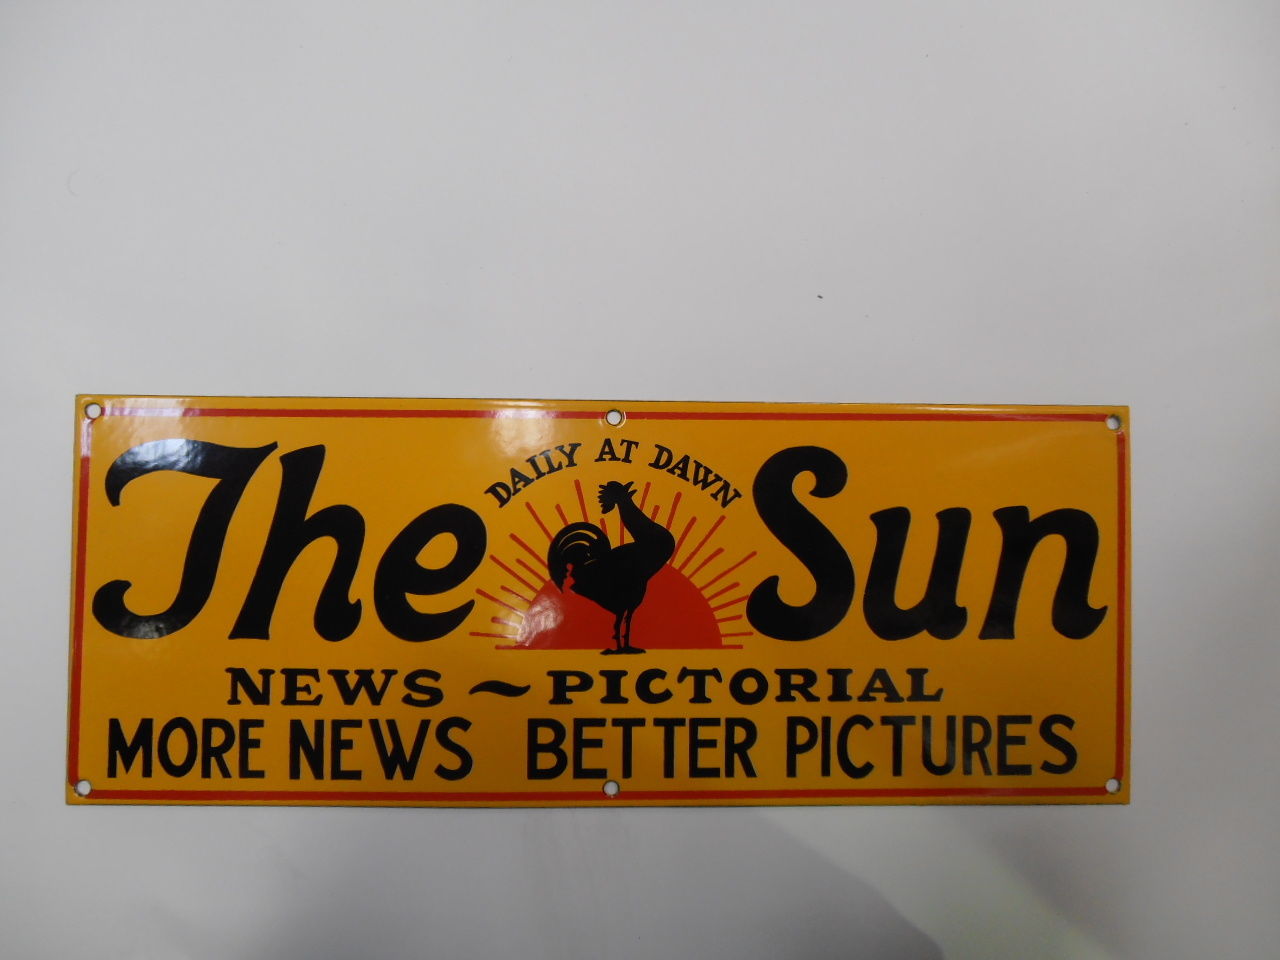 The Sun
DAILY AT DAWN
NEWS ~ PICTORIAL
MORE NEWS BETTER PICTURES